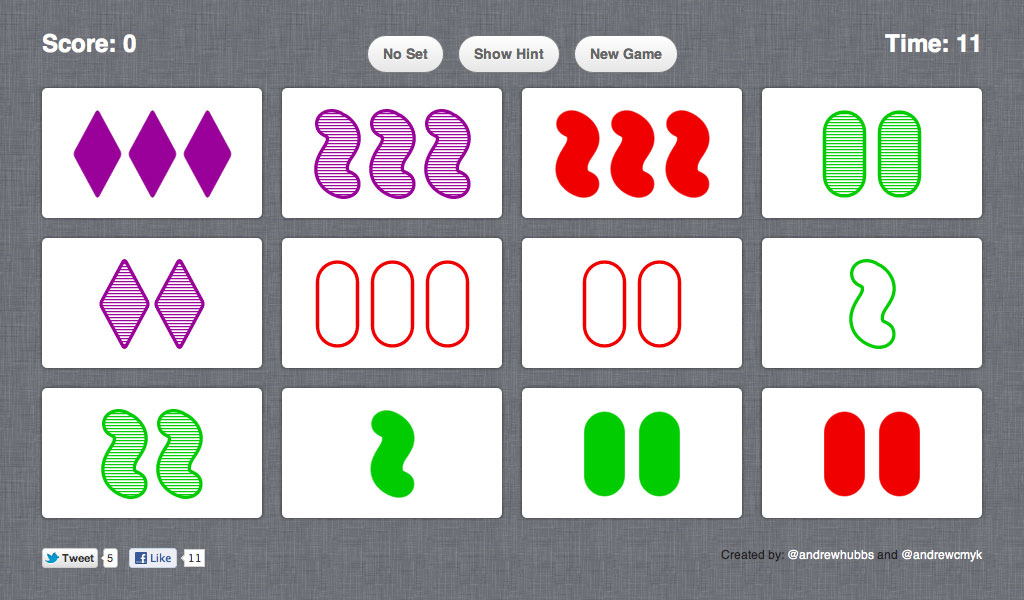 Score: 0
No Set
Show Hint
New Game
Time: 11
Tweet
5
Like
11
Created by: @andrewhubbs and @andrewcmyk